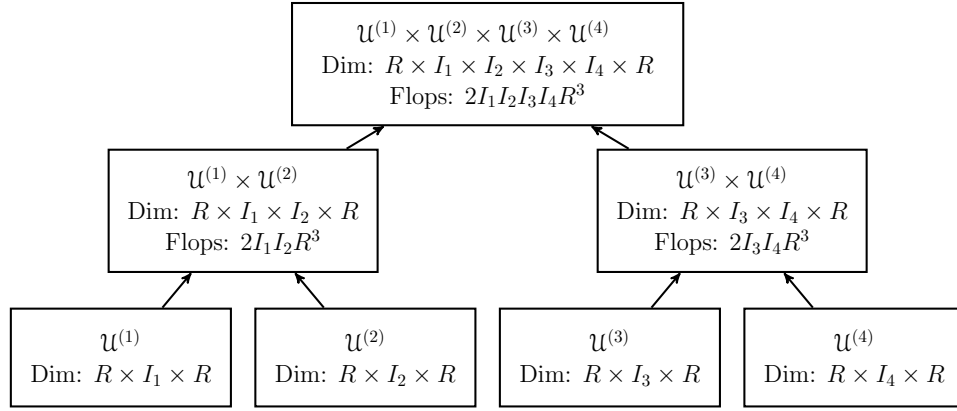 𝒰⁽¹⁾ × 𝒰⁽²⁾ × 𝒰⁽³⁾ × 𝒰⁽⁴⁾
Dim: R × I₁ × I₂ × I₃ × I₄ × R
Flops: 2I₁I₂I₃I₄R³
𝒰⁽¹⁾ × 𝒰⁽²⁾
Dim: R × I₁ × I₂ × R
Flops: 2I₁I₂R³
𝒰⁽³⁾ × 𝒰⁽⁴⁾
Dim: R × I₃ × I₄ × R
Flops: 2I₃I₄R³
𝒰⁽¹⁾
Dim: R × I₁ × R
𝒰⁽²⁾
Dim: R × I₂ × R
𝒰⁽³⁾
Dim: R × I₃ × R
𝒰⁽⁴⁾
Dim: R × I₄ × R